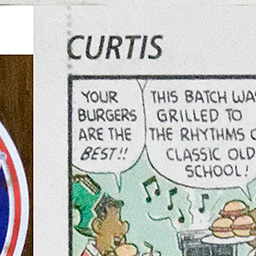 CURTIS
YOUR
BURGERS
ARE THE
BEST!!
THIS BATCH WAS
GRILLED TO
THE RHYTHMS
CLASSIC OLD
SCHOOL!